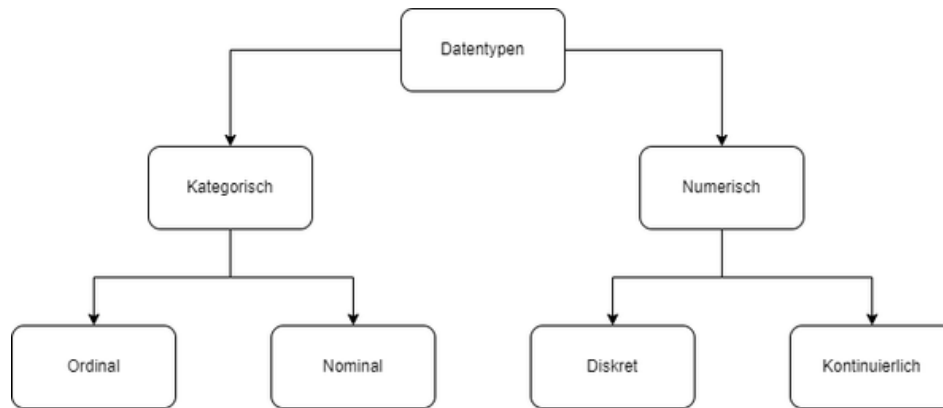 Datentypen
Kategorisch
Numerisch
Ordinal
Nominal
Diskret
Kontinuierlich